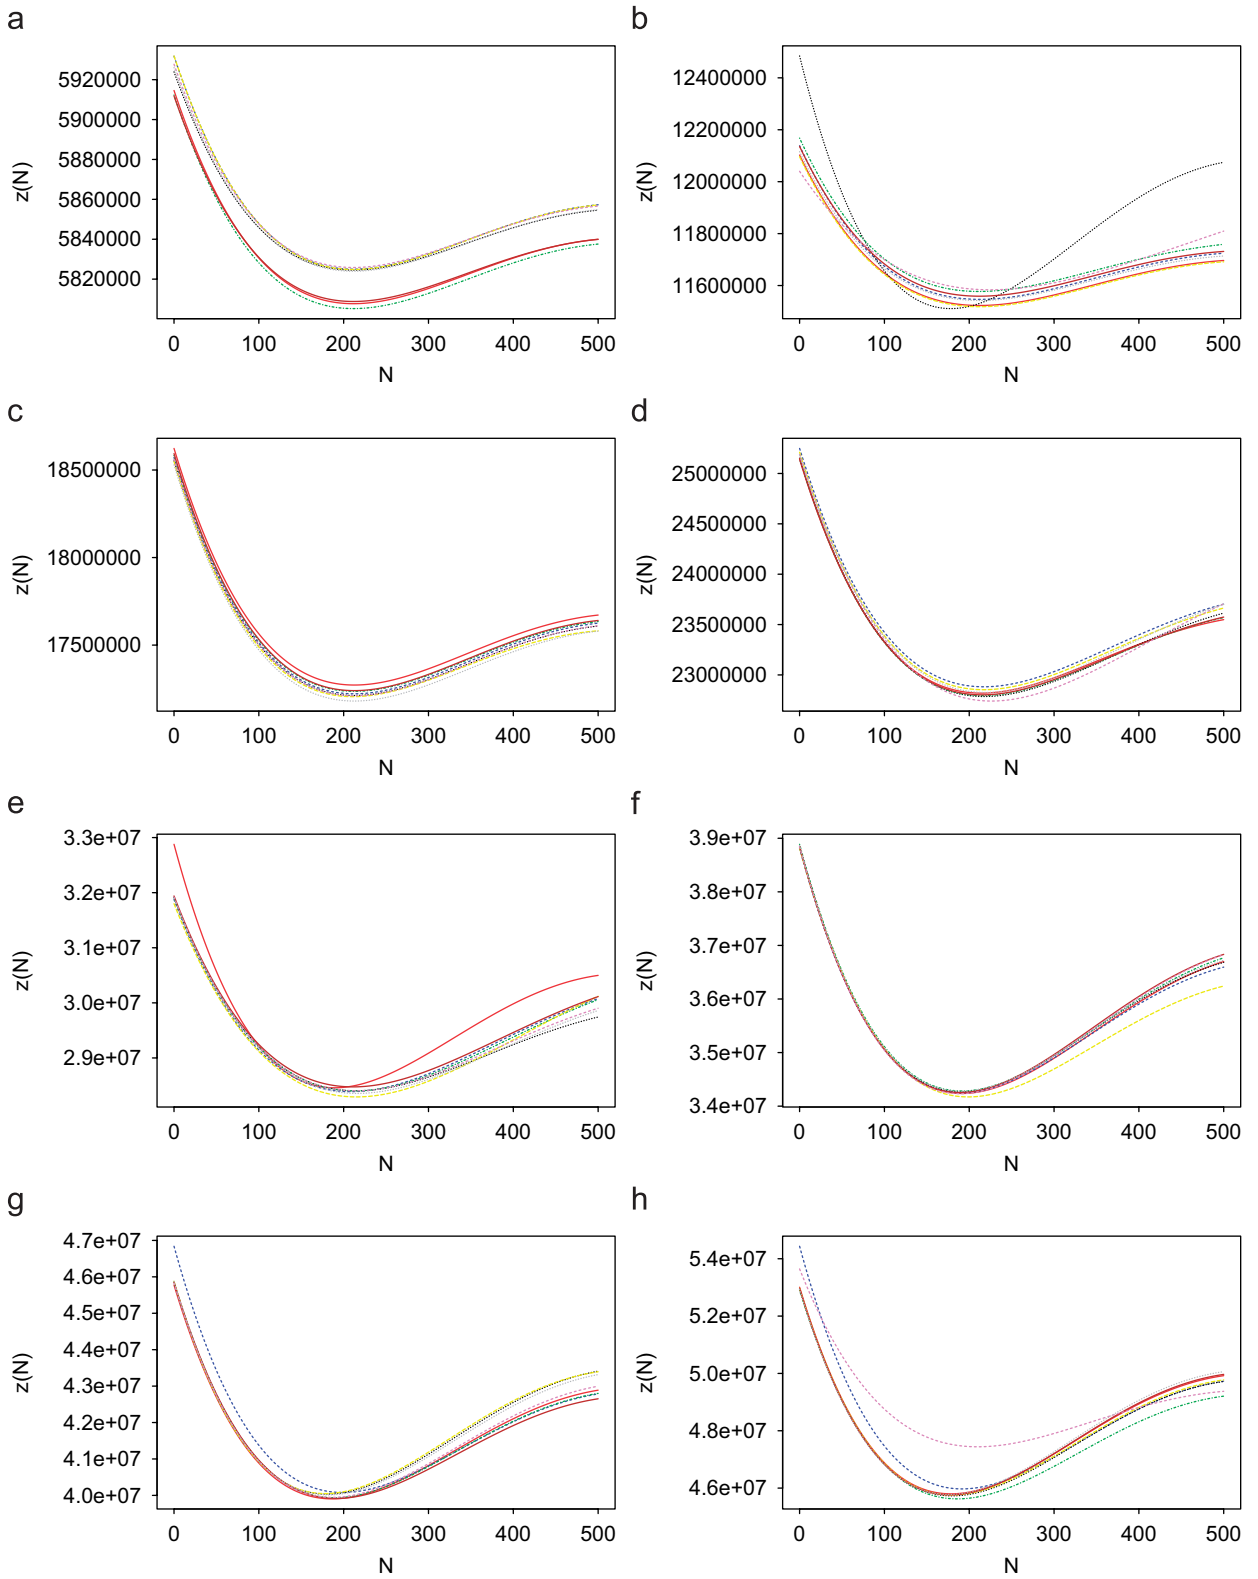 a
5920000
5900000
5880000
5860000
5840000
5820000
z(N)
0 100 200 300 400 500
N
b
12400000
12200000
12000000
11800000
11600000
z(N)
0 100 200 300 400 500
N
c
18500000
18000000
17500000
z(N)
0 100 200 300 400 500
N
d
25000000
24500000
24000000
23500000
23000000
z(N)
0 100 200 300 400 500
N
e
3.3e+07
3.2e+07
3.1e+07
3.0e+07
2.9e+07
z(N)
0 100 200 300 400 500
N
f
3.9e+07
3.8e+07
3.7e+07
3.6e+07
3.5e+07
3.4e+07
z(N)
0 100 200 300 400 500
N
g
4.7e+07
4.6e+07
4.5e+07
4.4e+07
4.3e+07
4.2e+07
4.1e+07
4.0e+07
z(N)
0 100 200 300 400 500
N
h
5.4e+07
5.2e+07
5.0e+07
4.8e+07
4.6e+07
z(N)
0 100 200 300 400 500
N